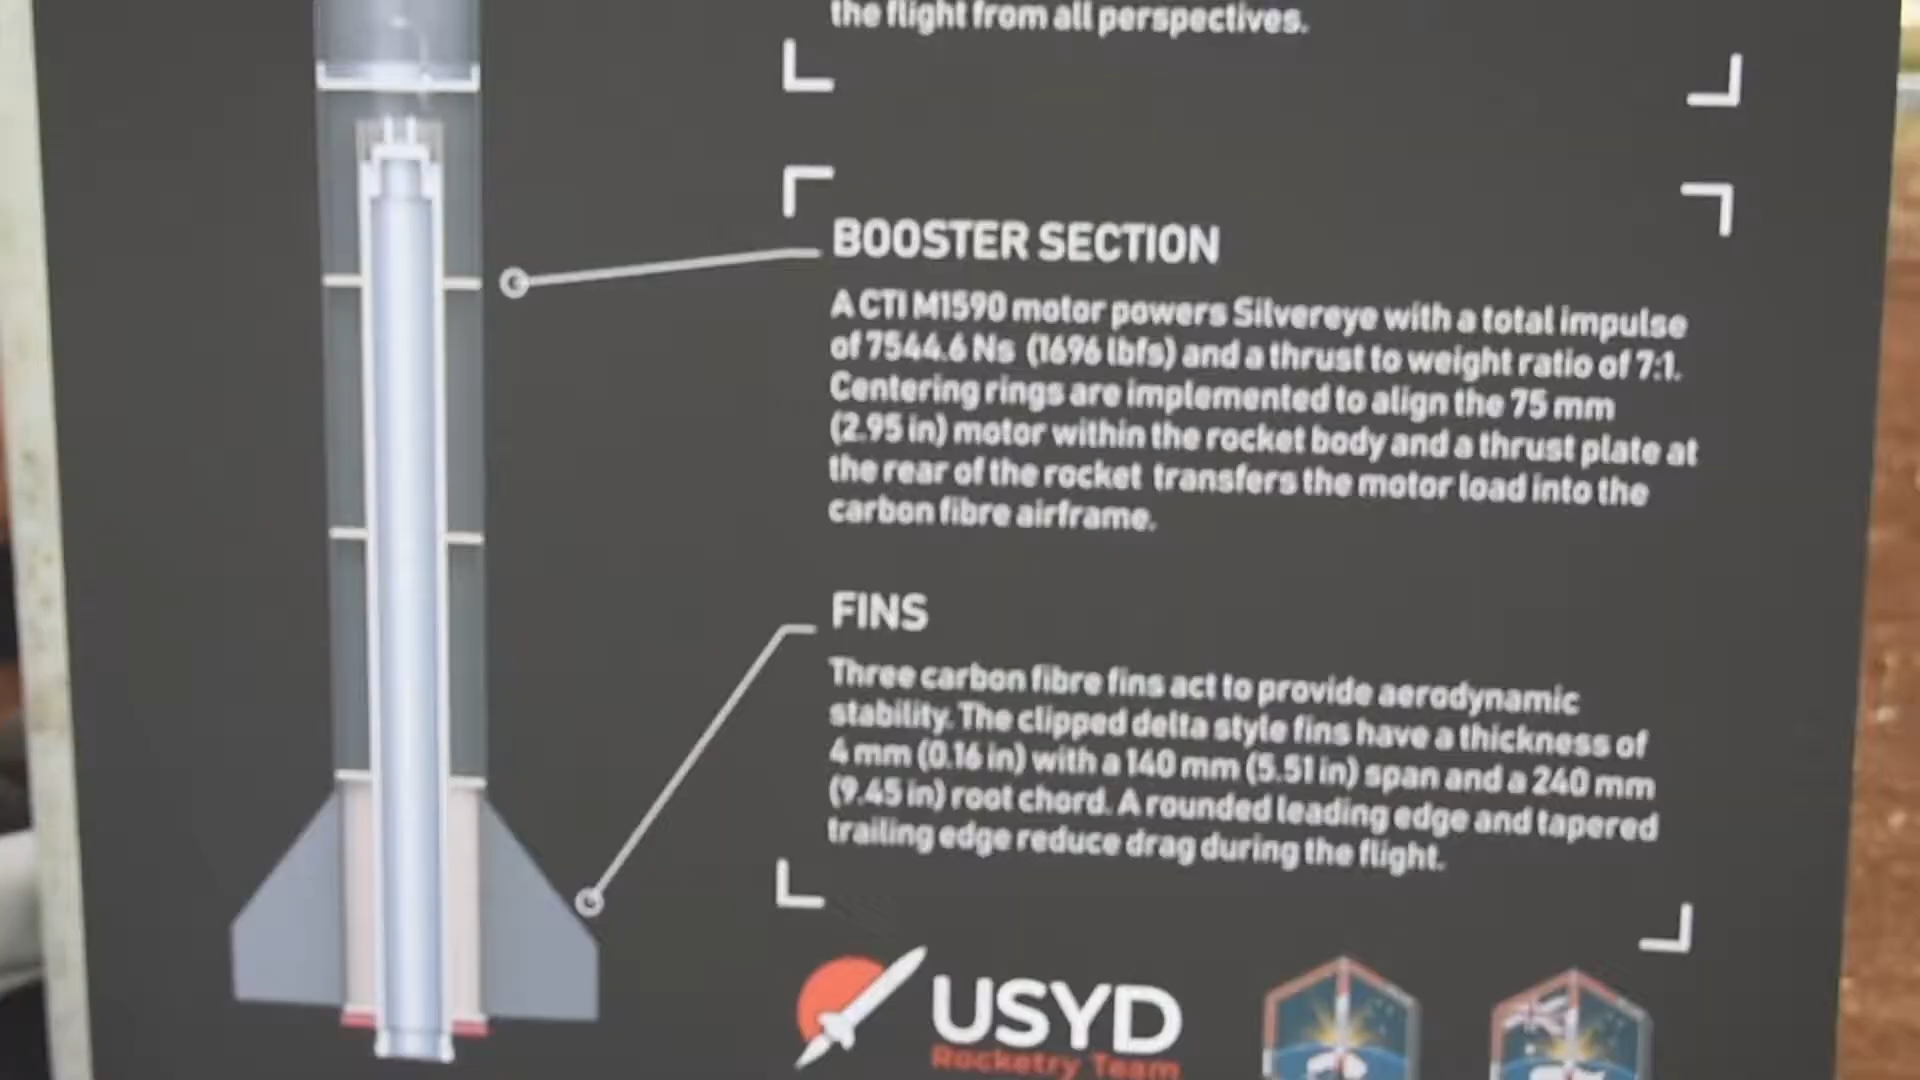 the flight from all perspectives.
BOOSTER SECTION
A CTI M1590 motor powers Silvereye with a total impulse
of 7544.6 Ns (1696 lbfs) and a thrust to weight ratio of 7:1.
Centering rings are implemented to align the 75 mm
(2.95 in) motor within the rocket body and a thrust plate at
the rear of the rocket transfers the motor load into the
carbon fibre airframe.
FINS
Three carbon fibre fins act to provide aerodynamic
stability. The clipped delta style fins have a thickness of
4 mm (0.16 in) with a 140 mm (5.51 in) span and a 240 mm
(9.45 in) root chord. A rounded leading edge and tapered
trailing edge reduce drag during the flight.
USYD
Rocketry Team